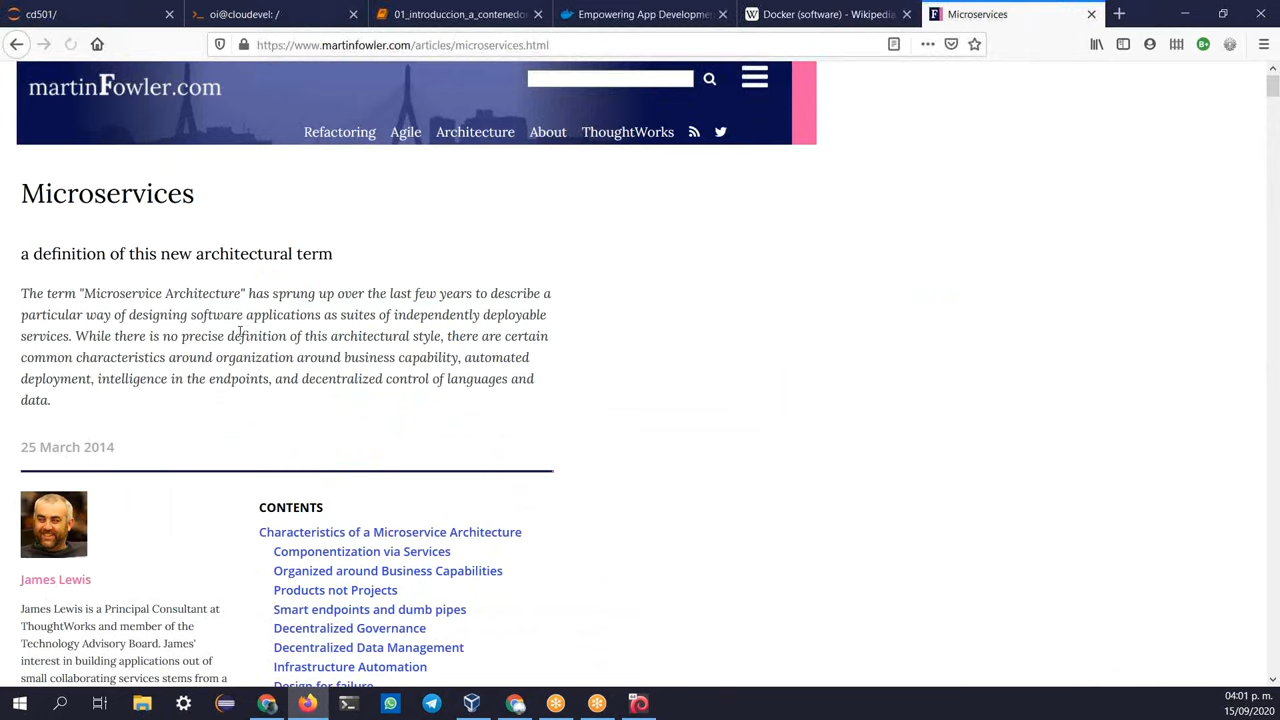 cd501/
oi@cloudevel: /
01_introduccion_a_contenedo
Empowering App Developme
Docker (software) - Wikipedia
Microservices
https://www.martinfowler.com/articles/microservices.html
martinFowler.com
Refactoring Agile Architecture About ThoughtWorks
Microservices
a definition of this new architectural term
The term "Microservice Architecture" has sprung up over the last few years to describe a
particular way of designing software applications as suites of independently deployable
services. While there is no precise definition of this architectural style, there are certain
common characteristics around organization around business capability, automated
deployment, intelligence in the endpoints, and decentralized control of languages and
data.
25 March 2014
James Lewis
James Lewis is a Principal Consultant at
ThoughtWorks and member of the
Technology Advisory Board. James'
interest in building applications out of
small collaborating services stems from a
CONTENTS
Characteristics of a Microservice Architecture
Componentization via Services
Organized around Business Capabilities
Products not Projects
Smart endpoints and dumb pipes
Decentralized Governance
Decentralized Data Management
Infrastructure Automation
Design for failure
04:01 p. m.
15/09/2020